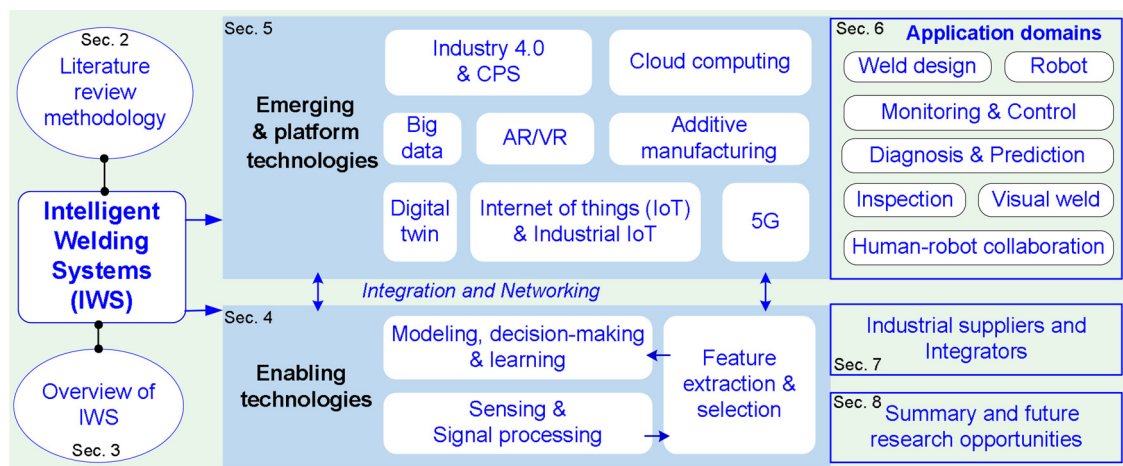 Sec. 2
Literature
review
methodology
Intelligent
Welding
Systems
(IWS)
Overview of
IWS
Sec. 3
Sec. 5
Emerging
& platform
technologies
Industry 4.0
& CPS
Cloud computing
Big
data
AR/VR
Additive
manufacturing
Digital
twin
Internet of things (IoT)
& Industrial IoT
5G
Integration and Networking
Sec. 4
Enabling
technologies
Modeling, decision-making
& learning
Sensing &
Signal processing
Feature
extraction &
selection
Sec. 6
Application domains
Weld design
Robot
Monitoring & Control
Diagnosis & Prediction
Inspection
Visual weld
Human-robot collaboration
Industrial suppliers and
Integrators
Sec. 7
Sec. 8
Summary and future
research opportunities